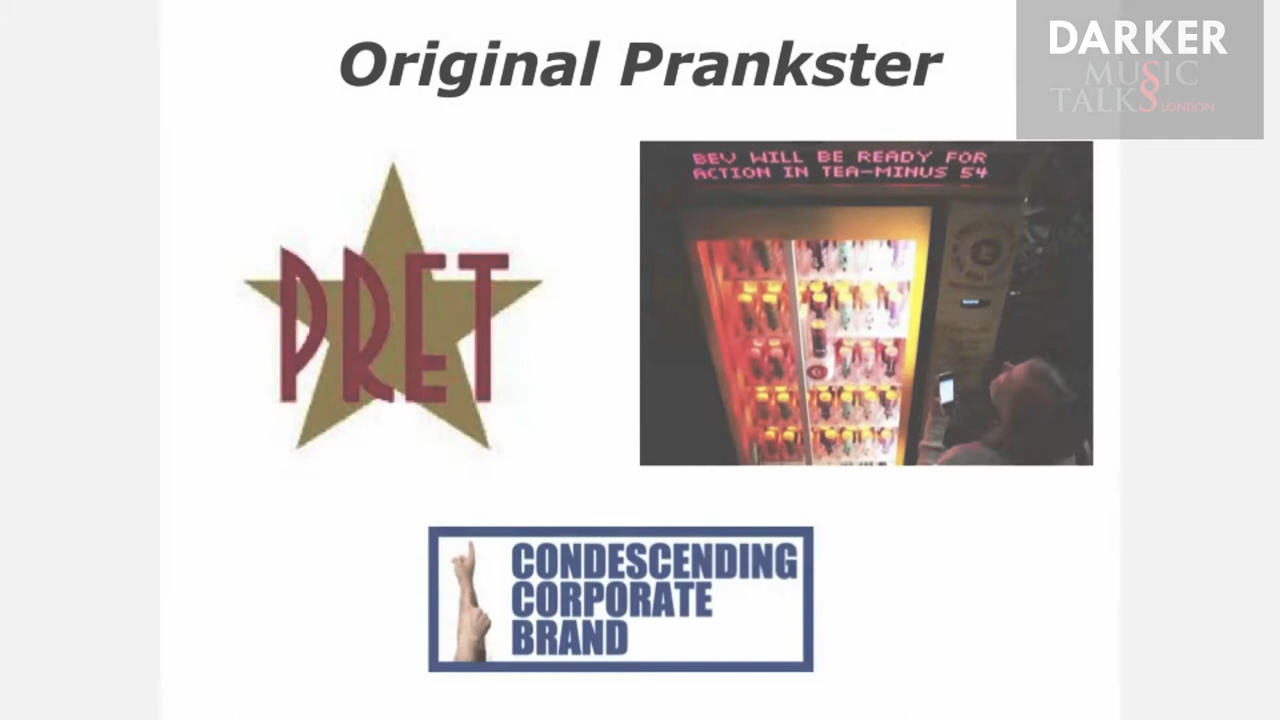 Original Prankster
DARKER
MUSIC
TALKS LONDON
PRET
BEV WILL BE READY FOR
ACTION IN TEA-MINUS 54
CONDESCENDING
CORPORATE
BRAND